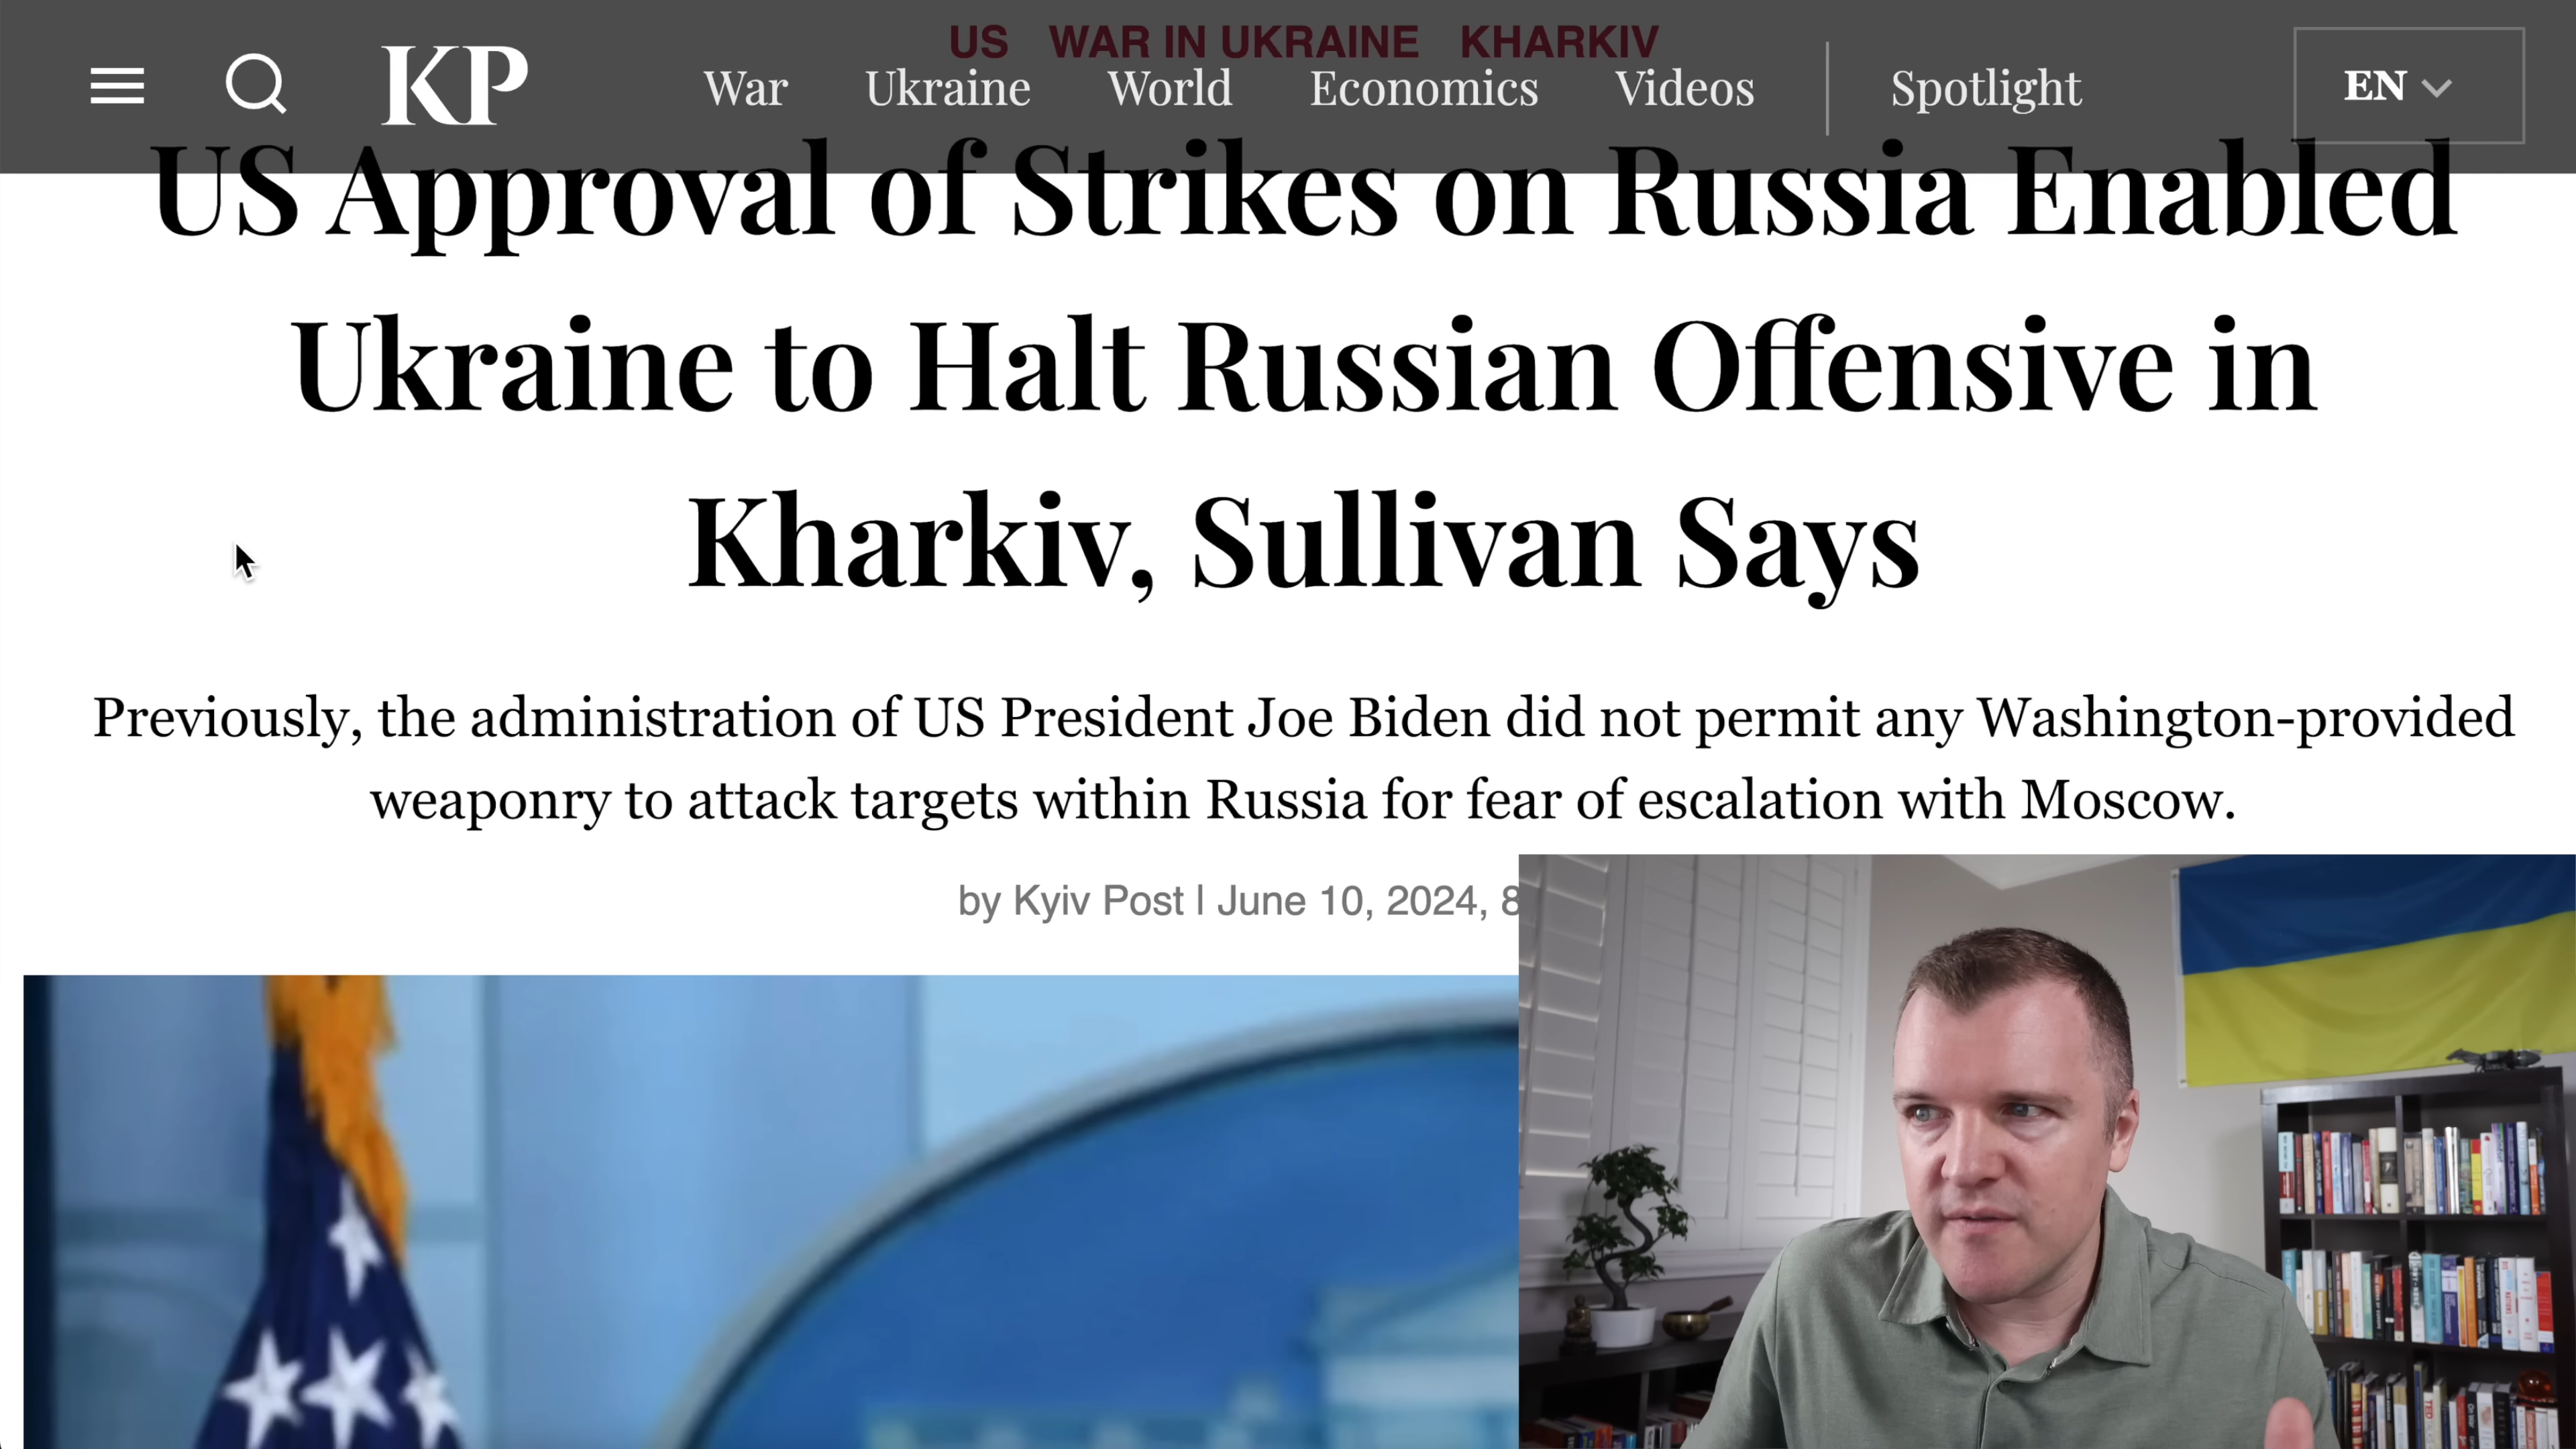 US WAR IN UKRAINE KHARKIV
KP War Ukraine World Economics Videos Spotlight EN
US Approval of Strikes on Russia Enabled
Ukraine to Halt Russian Offensive in
Kharkiv, Sullivan Says
Previously, the administration of US President Joe Biden did not permit any Washington-provided
weaponry to attack targets within Russia for fear of escalation with Moscow.
by Kyiv Post | June 10, 2024, 8
TED